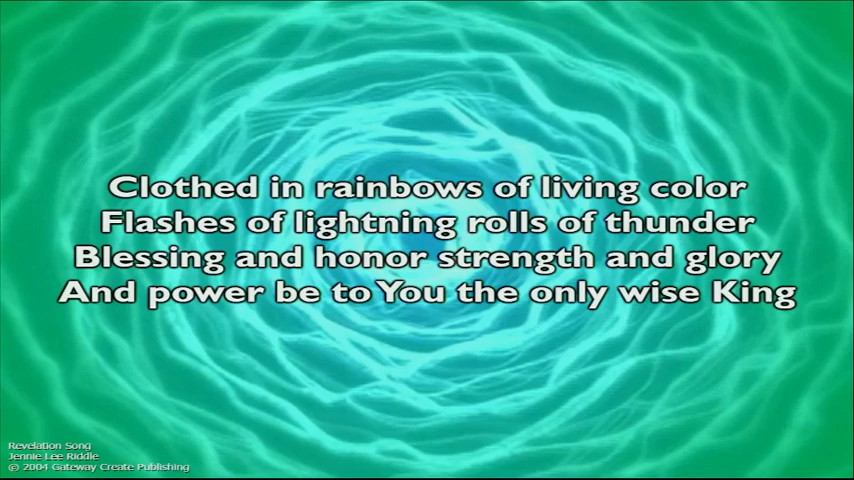 Clothed in rainbows of living color
Flashes of lightning rolls of thunder
Blessing and honor strength and glory
And power be to You the only wise King
Revelation Song
Jennie Lee Riddle
© 2004 Gateway Create Publishing